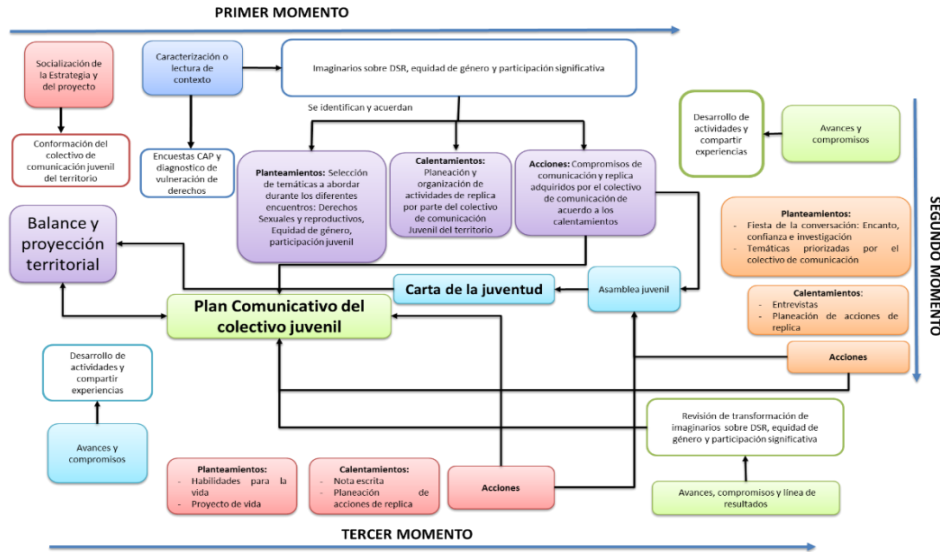 PRIMER MOMENTO
Socialización de
la Estrategia y
del proyecto
Caracterización o
lectura de
contexto
Imaginarios sobre DSR, equidad de género y participación significativa
Se identifican y acuerdan
Conformación del
colectivo de
comunicación juvenil
del territorio
Encuestas CAP y
diagnostico de
vulneración de
derechos
Planteamientos: Selección
de temáticas a abordar
durante los diferentes
encuentros: Derechos
Sexuales y reproductivos,
Equidad de género,
participación juvenil
Calentamientos:
Planeación y
organización de
actividades de replica
por parte del colectivo
de comunicación
Juvenil del territorio
Acciones: Compromisos de
comunicación y replica
adquiridos por el colectivo
de comunicación de
acuerdo a los
calentamientos
Desarrollo de
actividades y
compartir
experiencias
Avances y
compromisos
SEGUNDO MOMENTO
Planteamientos:
- Fiesta de la conversación: Encanto,
confianza e investigación
- Temáticas priorizadas por el
colectivo de comunicación
Calentamientos:
- Entrevistas
- Planeación de acciones de
replica
Acciones
Balance y
proyección
territorial
Carta de la juventud
Asamblea juvenil
Plan Comunicativo del
colectivo juvenil
Desarrollo de
actividades y
compartir
experiencias
Avances y
compromisos
Revisión de transformación de
imaginarios sobre DSR, equidad de
género y participación significativa
Planteamientos:
- Habilidades para la
vida
- Proyecto de vida
Calentamientos:
- Nota escrita
- Planeación de
acciones de replica
Acciones
Avances, compromisos y línea de
resultados
TERCER MOMENTO